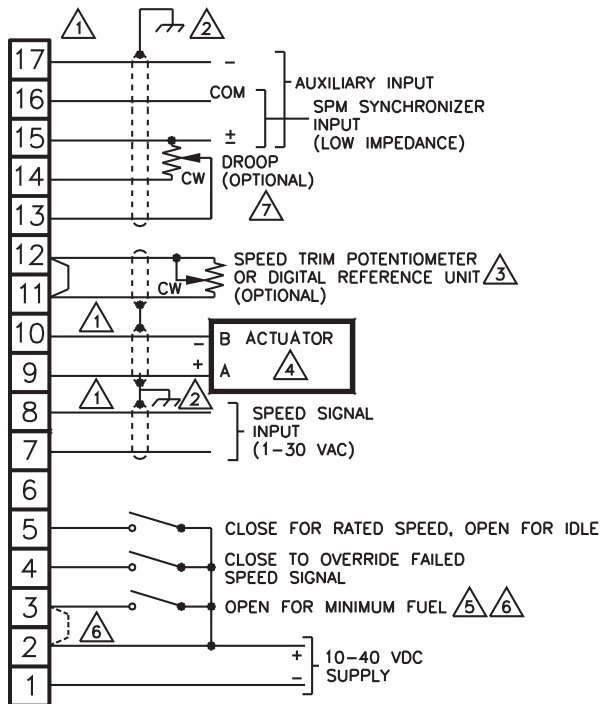 1 2
17 -
AUXILIARY INPUT
16 COM
SPM SYNCHRONIZER
INPUT
(LOW IMPEDANCE)
15 ±
DROOP
(OPTIONAL)
14 CW
7
13
12 SPEED TRIM POTENTIOMETER
OR DIGITAL REFERENCE UNIT 3
(OPTIONAL)
11 CW
1
10 - B ACTUATOR
4
9 + A
1 2
8 SPEED SIGNAL
INPUT
(1-30 VAC)
7
6
5 CLOSE FOR RATED SPEED, OPEN FOR IDLE
4 CLOSE TO OVERRIDE FAILED
SPEED SIGNAL
3 OPEN FOR MINIMUM FUEL 5 6
6
2 +
10-40 VDC
SUPPLY
1 -